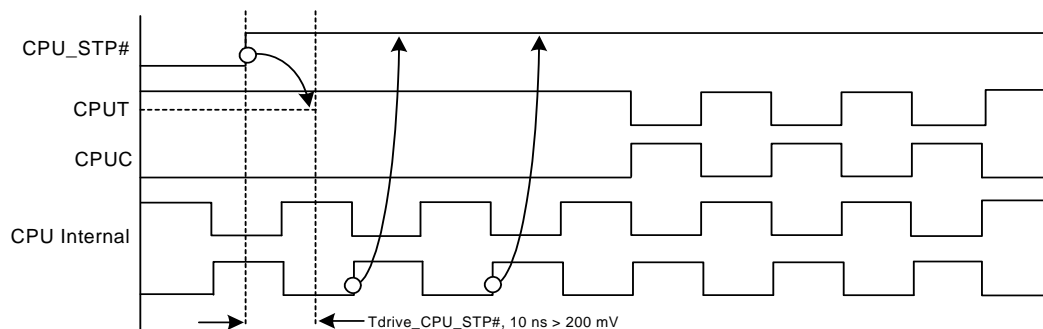 CPU_STP#
CPUT
CPUC
CPU Internal
Tdrive_CPU_STP#, 10 ns > 200 mV